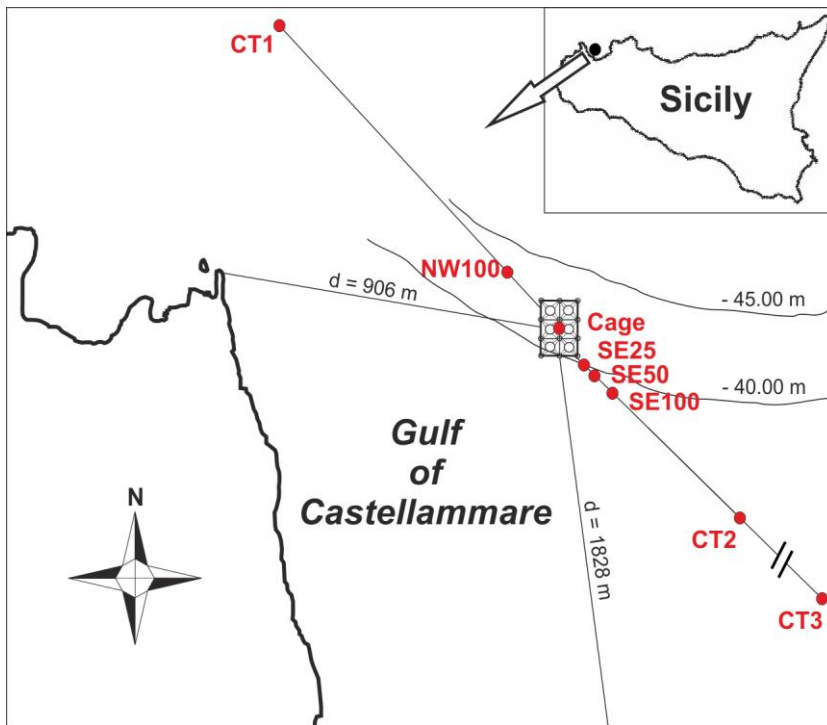 CT1
Sicily
NW100
d = 906 m
- 45.00 m
Cage
SE25
SE50
- 40.00 m
SE100
Gulf
of
Castellammare
N
d = 1828 m
CT2
CT3